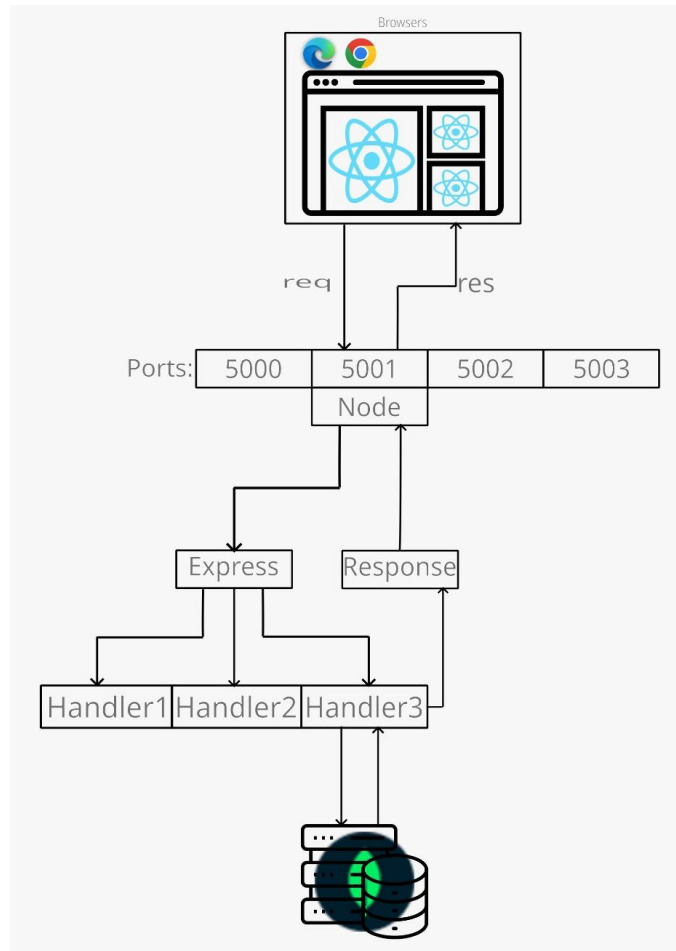 Browsers
req
res
Ports: 5000 5001 5002 5003
Node
Express Response
Handler1 Handler2 Handler3